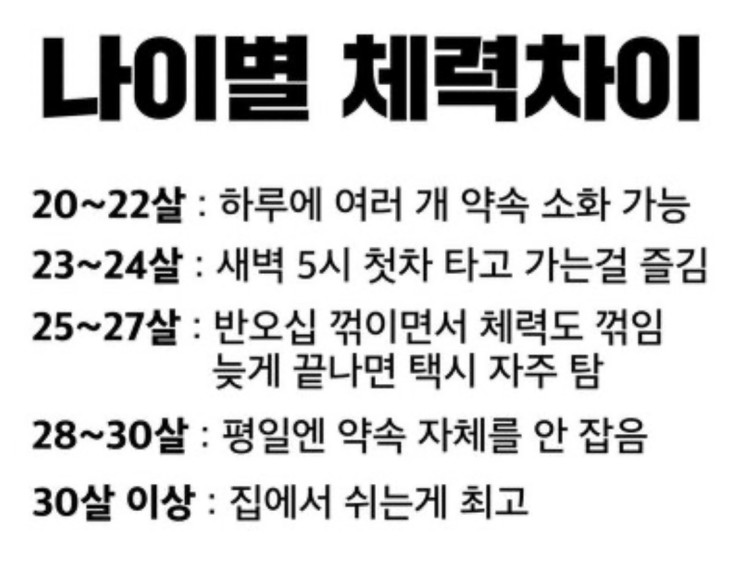 나이별 체력차이
20~22살 : 하루에 여러 개 약속 소화 가능
23~24살 : 새벽 5시 첫차 타고 가는걸 즐김
25~27살 : 반오십 꺾이면서 체력도 꺾임
늦게 끝나면 택시 자주 탐
28~30살 : 평일엔 약속 자체를 안 잡음
30살 이상 : 집에서 쉬는게 최고